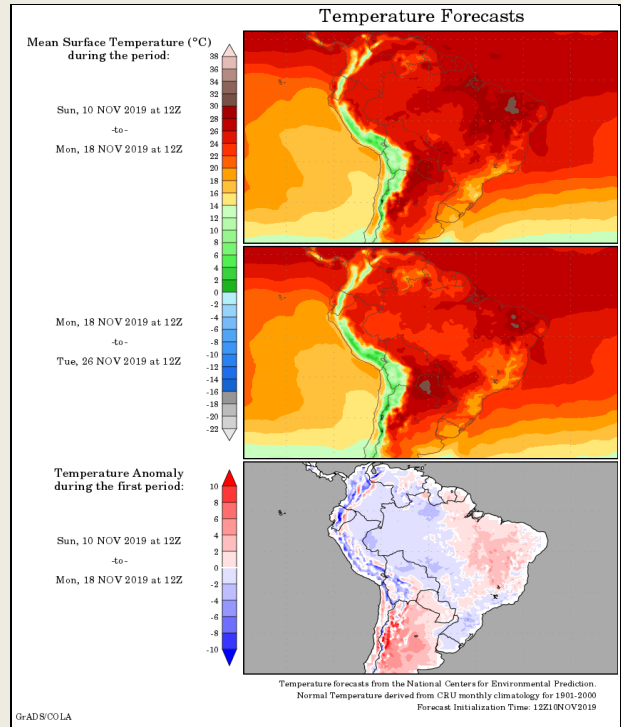 Temperature Forecasts
Mean Surface Temperature (°C)
during the period:
Sun, 10 NOV 2019 at 12Z
-to-
Mon, 18 NOV 2019 at 12Z
38
36
34
32
30
28
26
24
22
20
18
16
14
12
10
8
6
4
2
0
-2
-4
-6
-8
-10
-12
-14
-16
-18
-20
-22
Mon, 18 NOV 2019 at 12Z
-to-
Tue, 26 NOV 2019 at 12Z
Temperature Anomaly
during the first period:
Sun, 10 NOV 2019 at 12Z
-to-
Mon, 18 NOV 2019 at 12Z
10
8
6
4
2
0
-2
-4
-6
-8
-10
Temperature forecasts from the National Centers for Environmental Prediction.
Normal Temperature derived from CRU monthly climatology for 1901-2000
Forecast Initialization Time: 12Z10NOV2019
GrADS/COLA